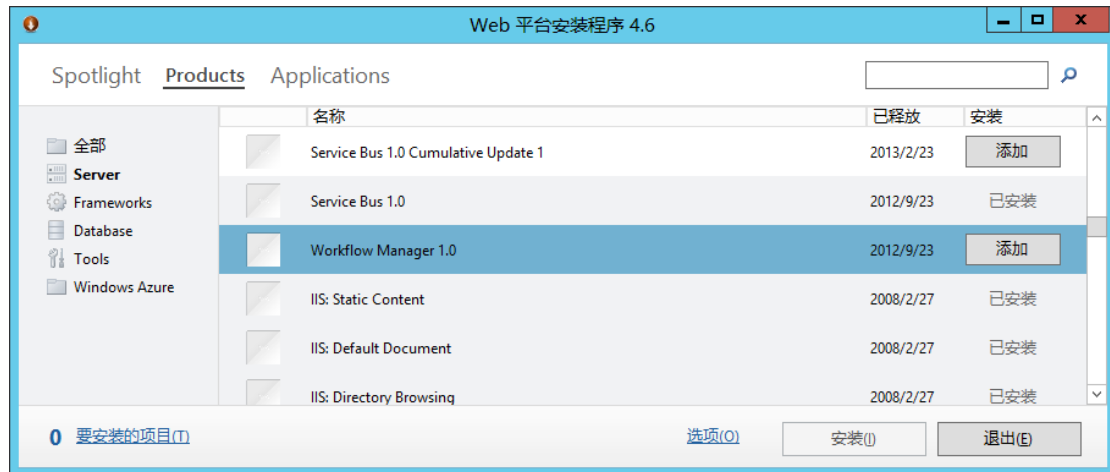 Web 平台安装程序 4.6
Spotlight Products Applications
名称 已释放 安装
全部
Server
Frameworks
Database
Tools
Windows Azure
Service Bus 1.0 Cumulative Update 1 2013/2/23 添加
Service Bus 1.0 2012/9/23 已安装
Workflow Manager 1.0 2012/9/23 添加
IIS: Static Content 2008/2/27 已安装
IIS: Default Document 2008/2/27 已安装
IIS: Directory Browsing 2008/2/27 已安装
0 要安装的项目(T) 选项(O) 安装(I) 退出(E)